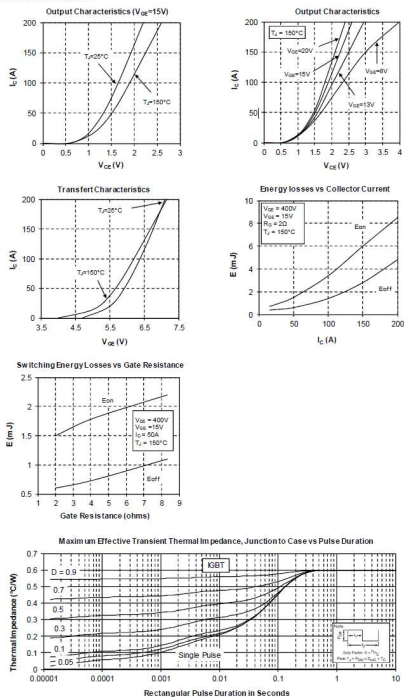 Output Characteristics (VGE=15V)
200
150
100
50
0
IC (A)
TJ=25°C
TJ=150°C
0 0.5 1 1.5 2 2.5 3
VCE (V)
Output Characteristics
200
150
100
50
0
IC (A)
TJ = 150°C
VGE=20V
VGE=15V
VGE=8V
VGE=13V
0 0.5 1 1.5 2 2.5 3 3.5 4
VCE (V)
Transfert Characteristics
200
150
100
50
0
IC (A)
TJ=25°C
TJ=150°C
3.5 4.5 5.5 6.5 7.5
VGE (V)
Energy losses vs Collector Current
10
8
6
4
2
0
E (mJ)
VCE = 400V
VGE = 15V
RG = 2Ω
TJ = 150°C
Eon
Eoff
0 50 100 150 200
IC (A)
Switching Energy Losses vs Gate Resistance
2.5
2
1.5
1
0.5
E (mJ)
Eon
VCE = 400V
VGE =15V
IC = 50A
TJ = 150°C
Eoff
1 2 3 4 5 6 7 8 9
Gate Resistance (ohms)
Maximum Effective Transient Thermal Impedance, Junction to Case vs Pulse Duration
0.7
0.6
0.5
0.4
0.3
0.2
0.1
0
Thermal Impedance (°C/W)
IGBT
D = 0.9
0.7
0.5
0.3
0.1
0.05
Single Pulse
0.00001 0.0001 0.001 0.01 0.1 1 10
Rectangular Pulse Duration in Seconds